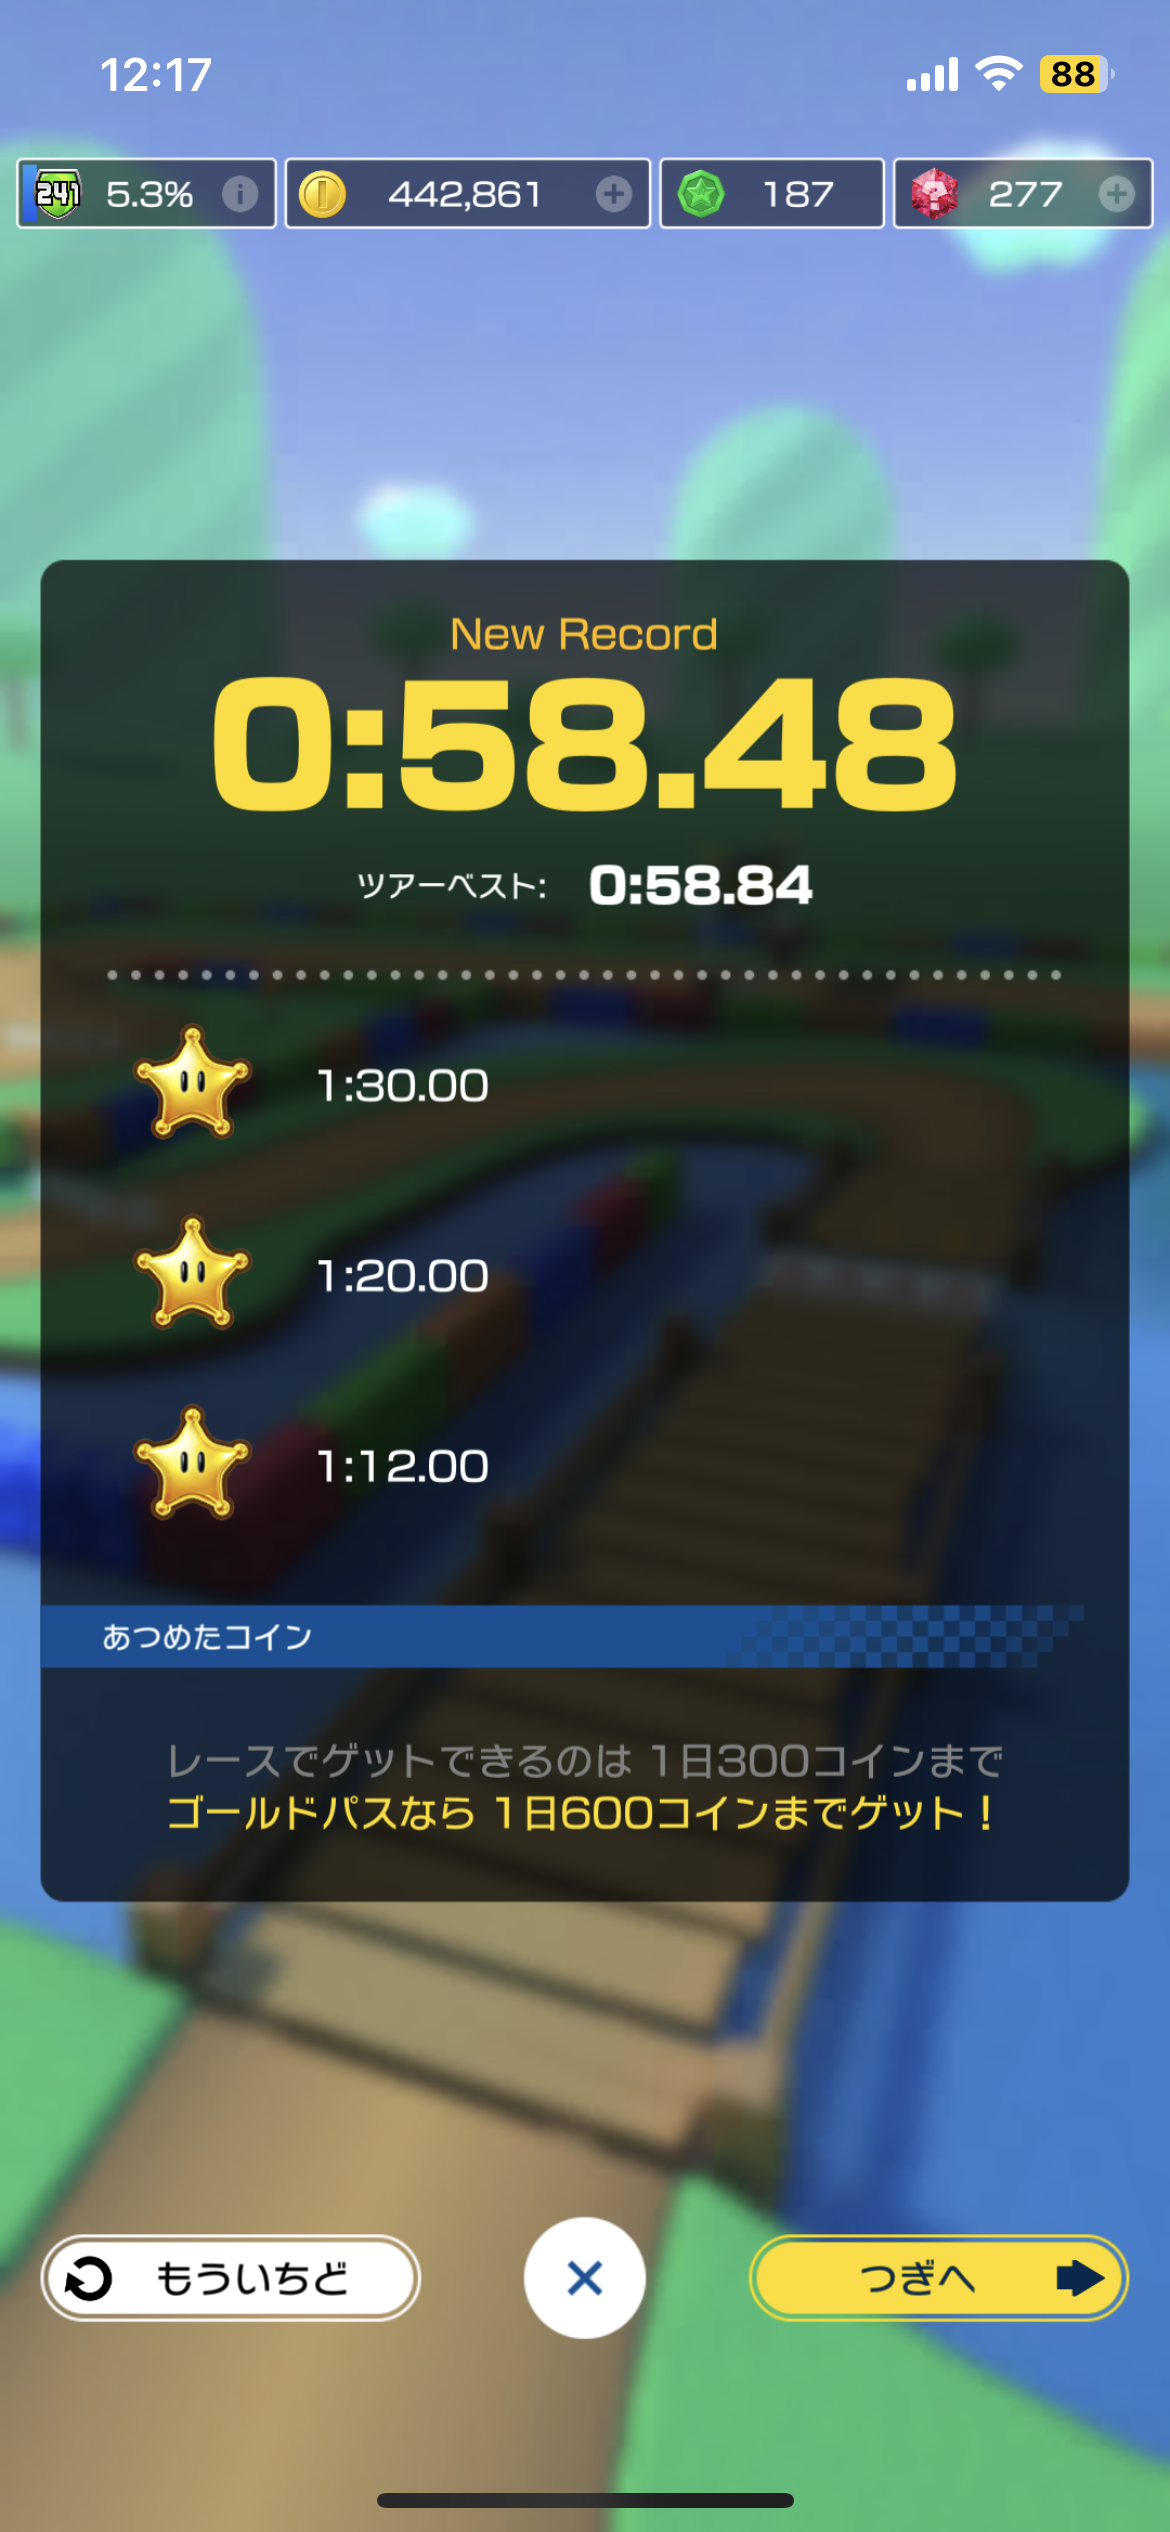 12:17
88
241 5.3% i
442,861 +
187
? 277 +
New Record
0:58.48
ツアーベスト: 0:58.84
1:30.00
1:20.00
1:12.00
あつめたコイン
レースでゲットできるのは 1日300コインまで
ゴールドパスなら 1日600コインまでゲット！
もういちど
×
つぎへ